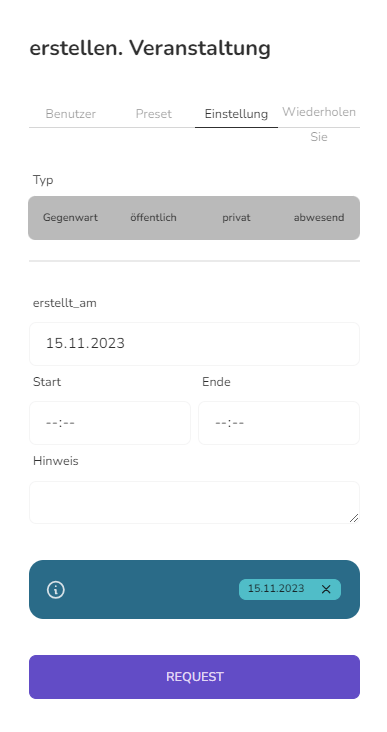 erstellen. Veranstaltung
Benutzer Preset Einstellung Wiederholen
Sie
Typ
Gegenwart öffentlich privat abwesend
erstellt_am
15.11.2023
Start Ende
--:-- --:--
Hinweis
15.11.2023
REQUEST